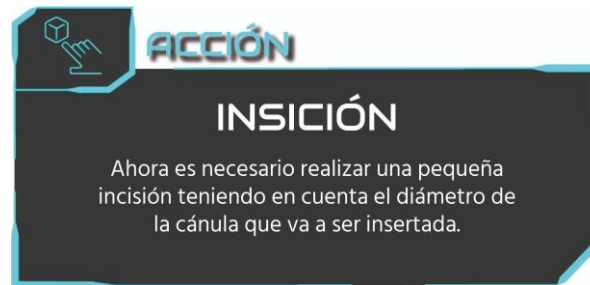 ACCIÓN
INSICIÓN
Ahora es necesario realizar una pequeña
incisión teniendo en cuenta el diámetro de
la cánula que va a ser insertada.